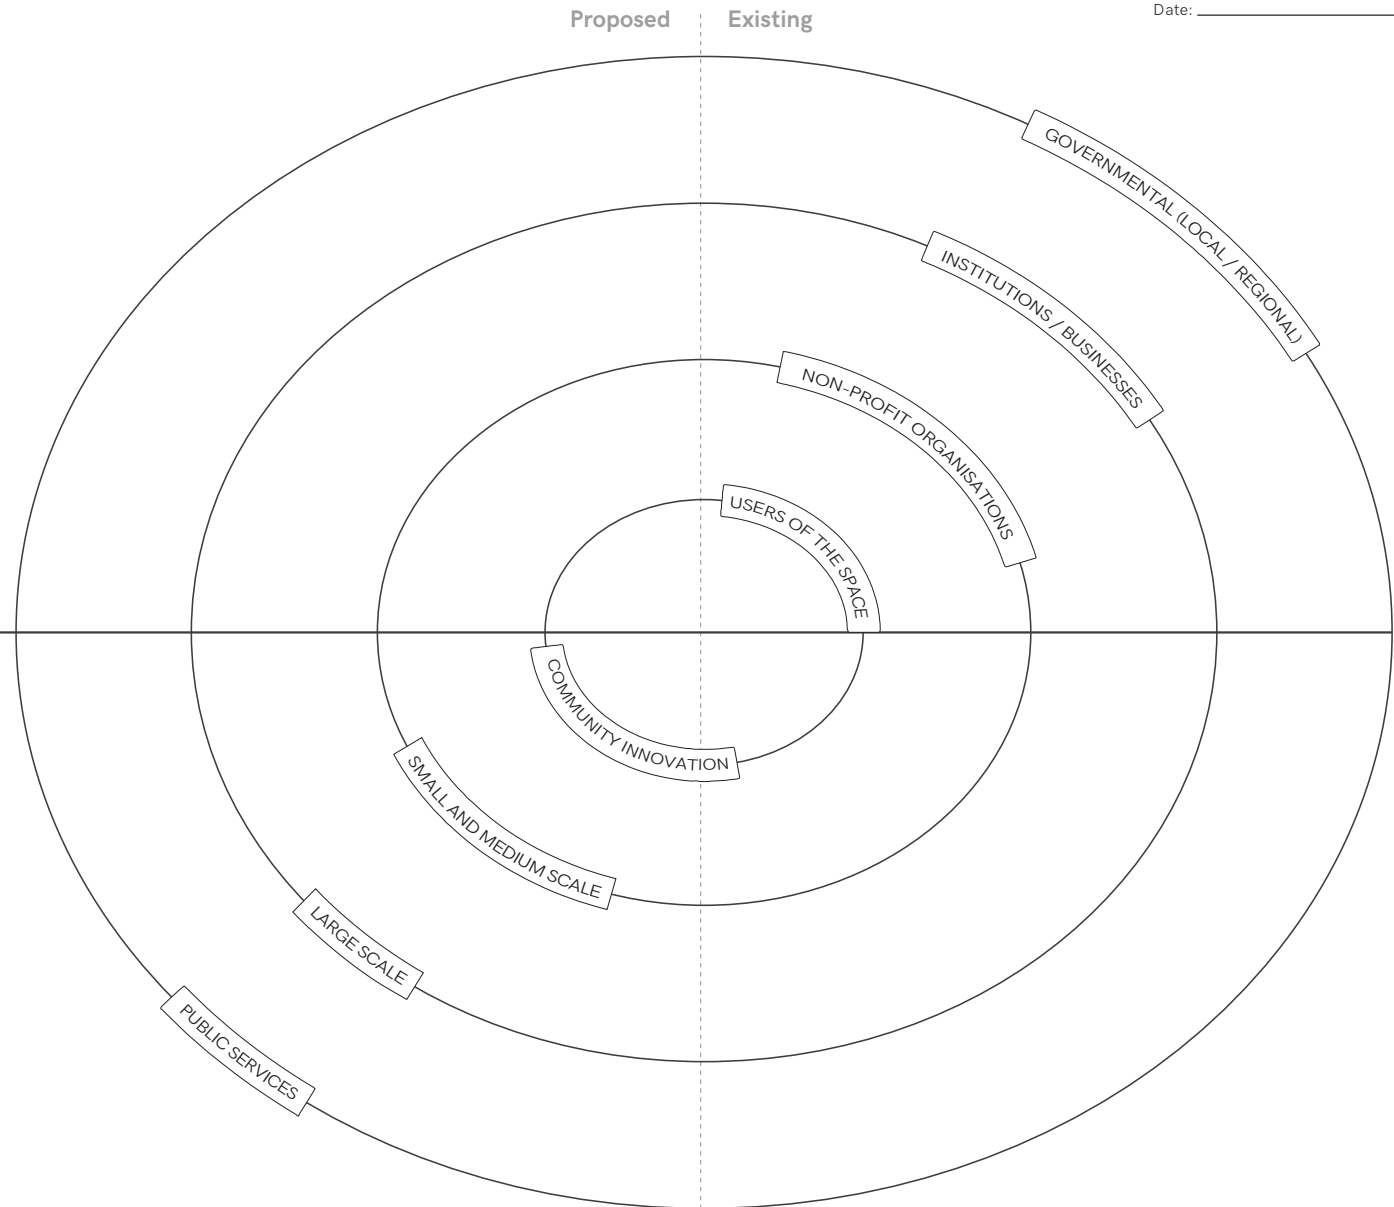 Proposed
Existing
Date:
GOVERNMENTAL (LOCAL / REGIONAL)
INSTITUTIONS / BUSINESSES
NON-PROFIT ORGANISATIONS
USERS OF THE SPACE
COMMUNITY INNOVATION
SMALL AND MEDIUM SCALE
LARGE SCALE
PUBLIC SERVICES